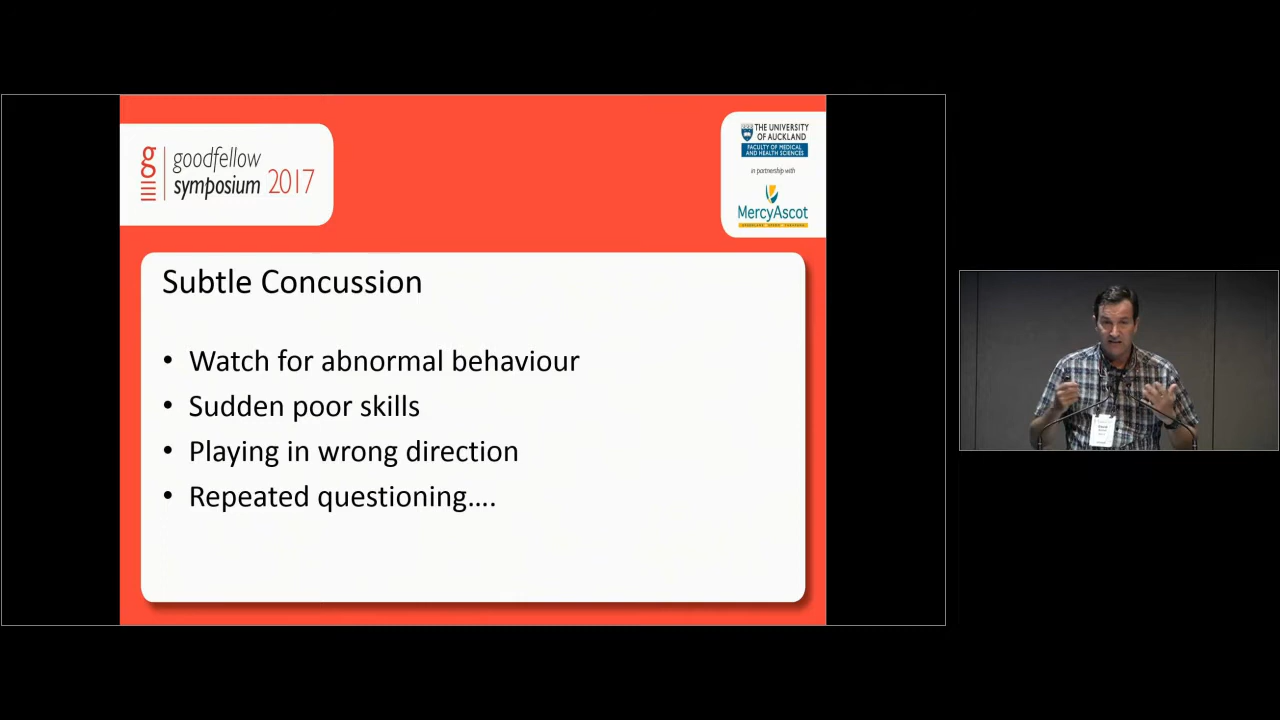 goodfellow
symposium 2017
THE UNIVERSITY
OF AUCKLAND
FACULTY OF MEDICAL
AND HEALTH SCIENCES
in partnership with
MercyAscot
Subtle Concussion
• Watch for abnormal behaviour
• Sudden poor skills
• Playing in wrong direction
• Repeated questioning....